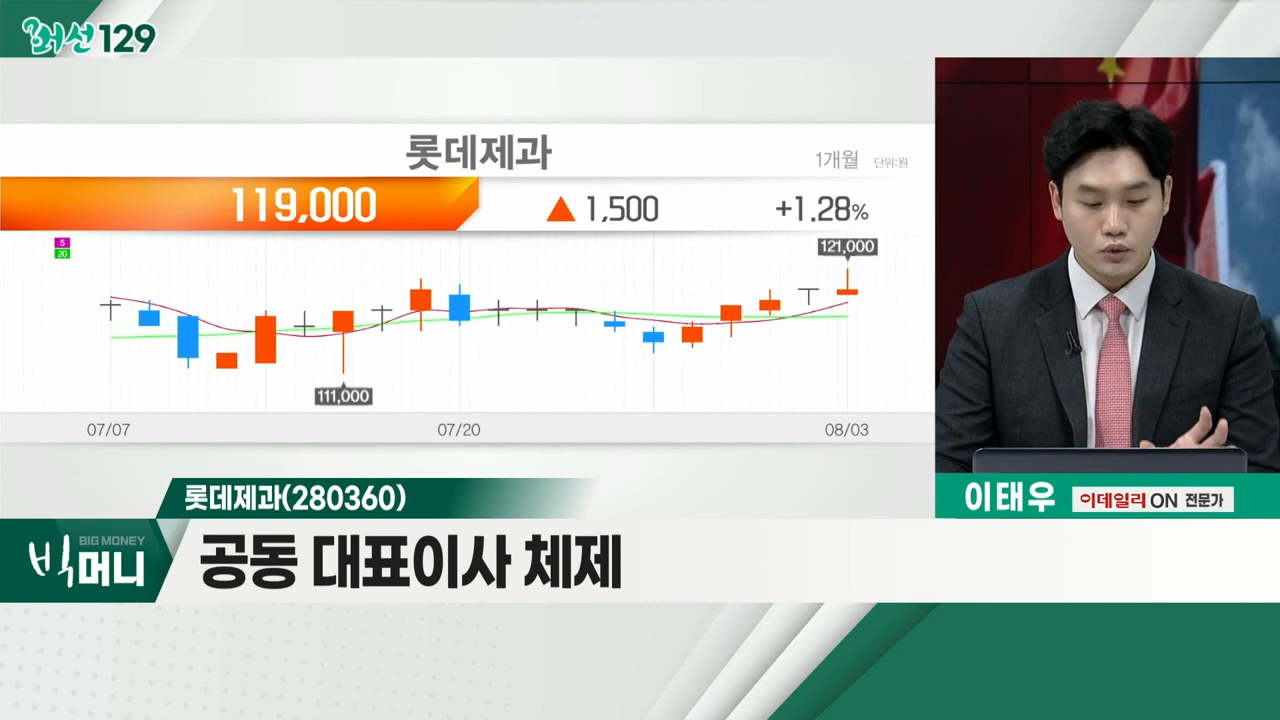 머선129
롯데제과
1개월 단위:원
119,000
▲ 1,500
+1.28%
5
20
121,000
111,000
07/07
07/20
08/03
롯데제과(280360)
BIG MONEY
빅머니
공동 대표이사 체제
이태우
이데일리 ON 전문가